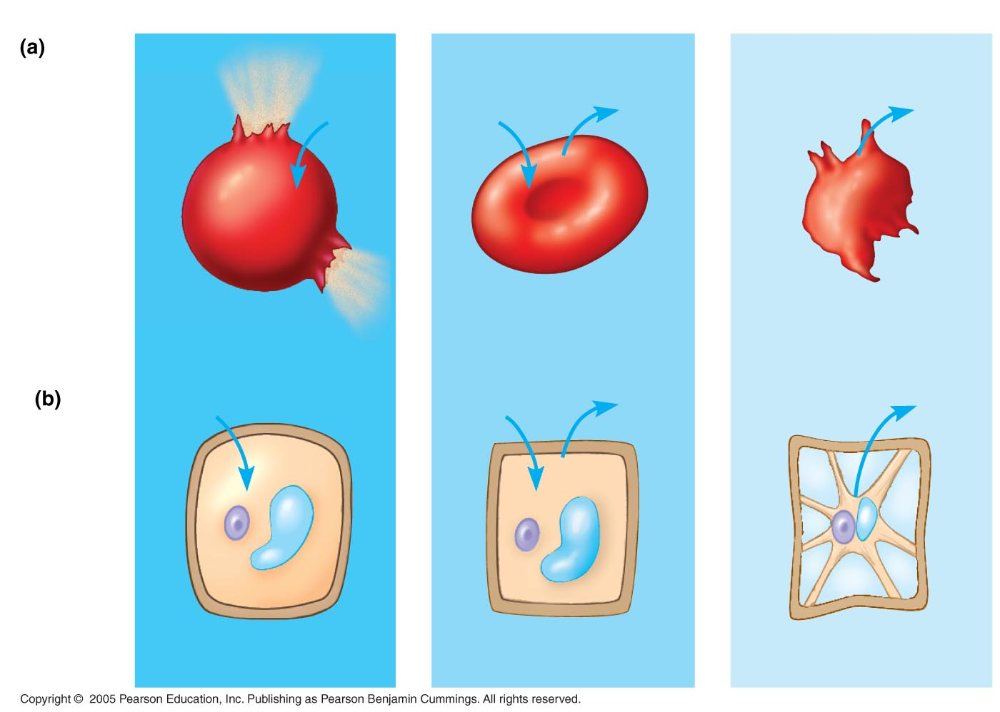 (a)
(b)
Copyright © 2005 Pearson Education, Inc. Publishing as Pearson Benjamin Cummings. All rights reserved.